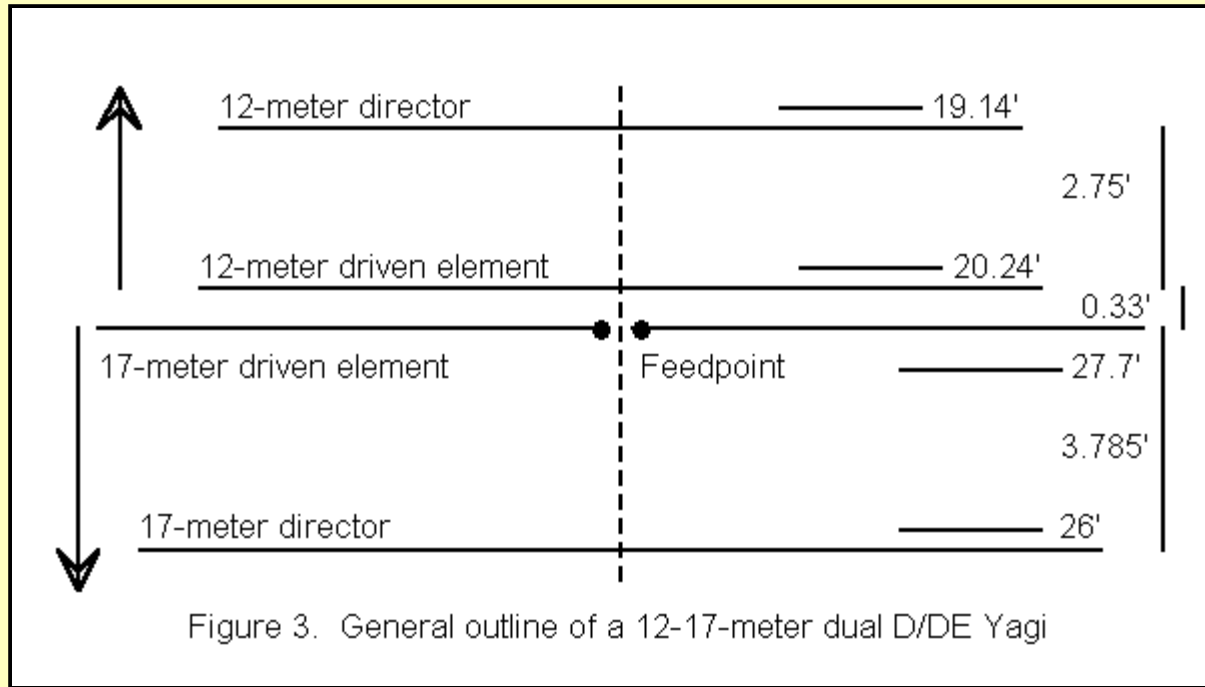 12-meter director 19.14'
2.75'
12-meter driven element 20.24'
0.33'
17-meter driven element Feedpoint 27.7'
3.785'
17-meter director 26'
Figure 3. General outline of a 12-17-meter dual D/DE Yagi